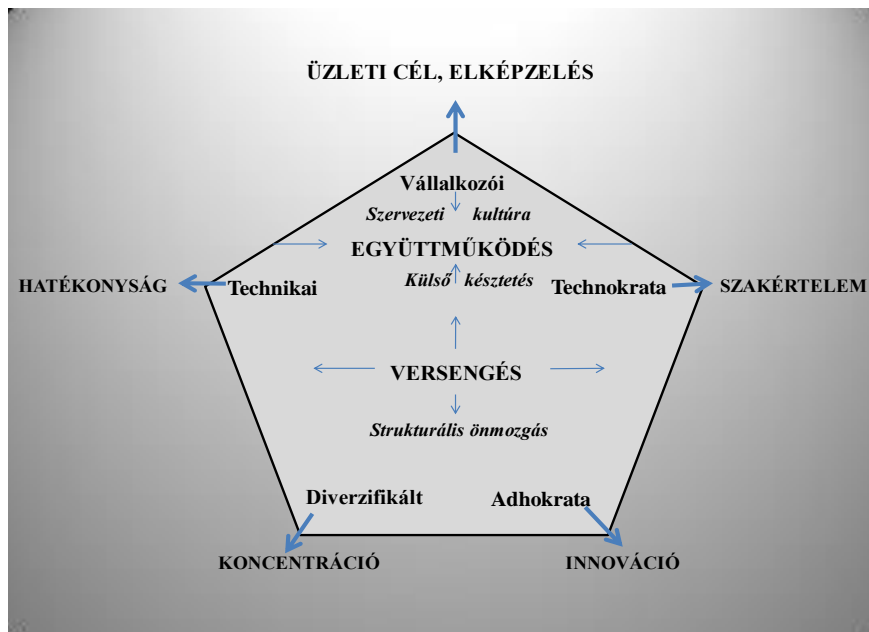 ÜZLETI CÉL, ELKÉPZELÉS
Vállalkozói
Szervezeti kultúra
EGYÜTTMŰKÖDÉS
HATÉKONYSÁG
Technikai
Külső késztetés
Technokrata
SZAKÉRTELEM
VERSENGÉS
Strukturális önmozgás
Diverzifikált
Adhokrata
KONCENTRÁCIÓ
INNOVÁCIÓ